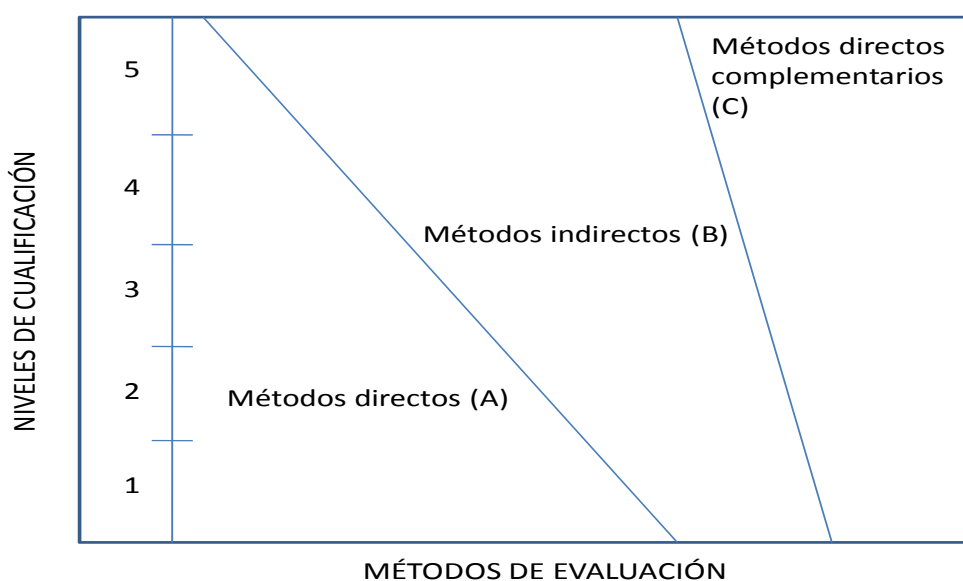 Métodos directos
complementarios
(C)
5
4
Métodos indirectos (B)
3
2
Métodos directos (A)
1
NIVELES DE CUALIFICACIÓN
MÉTODOS DE EVALUACIÓN